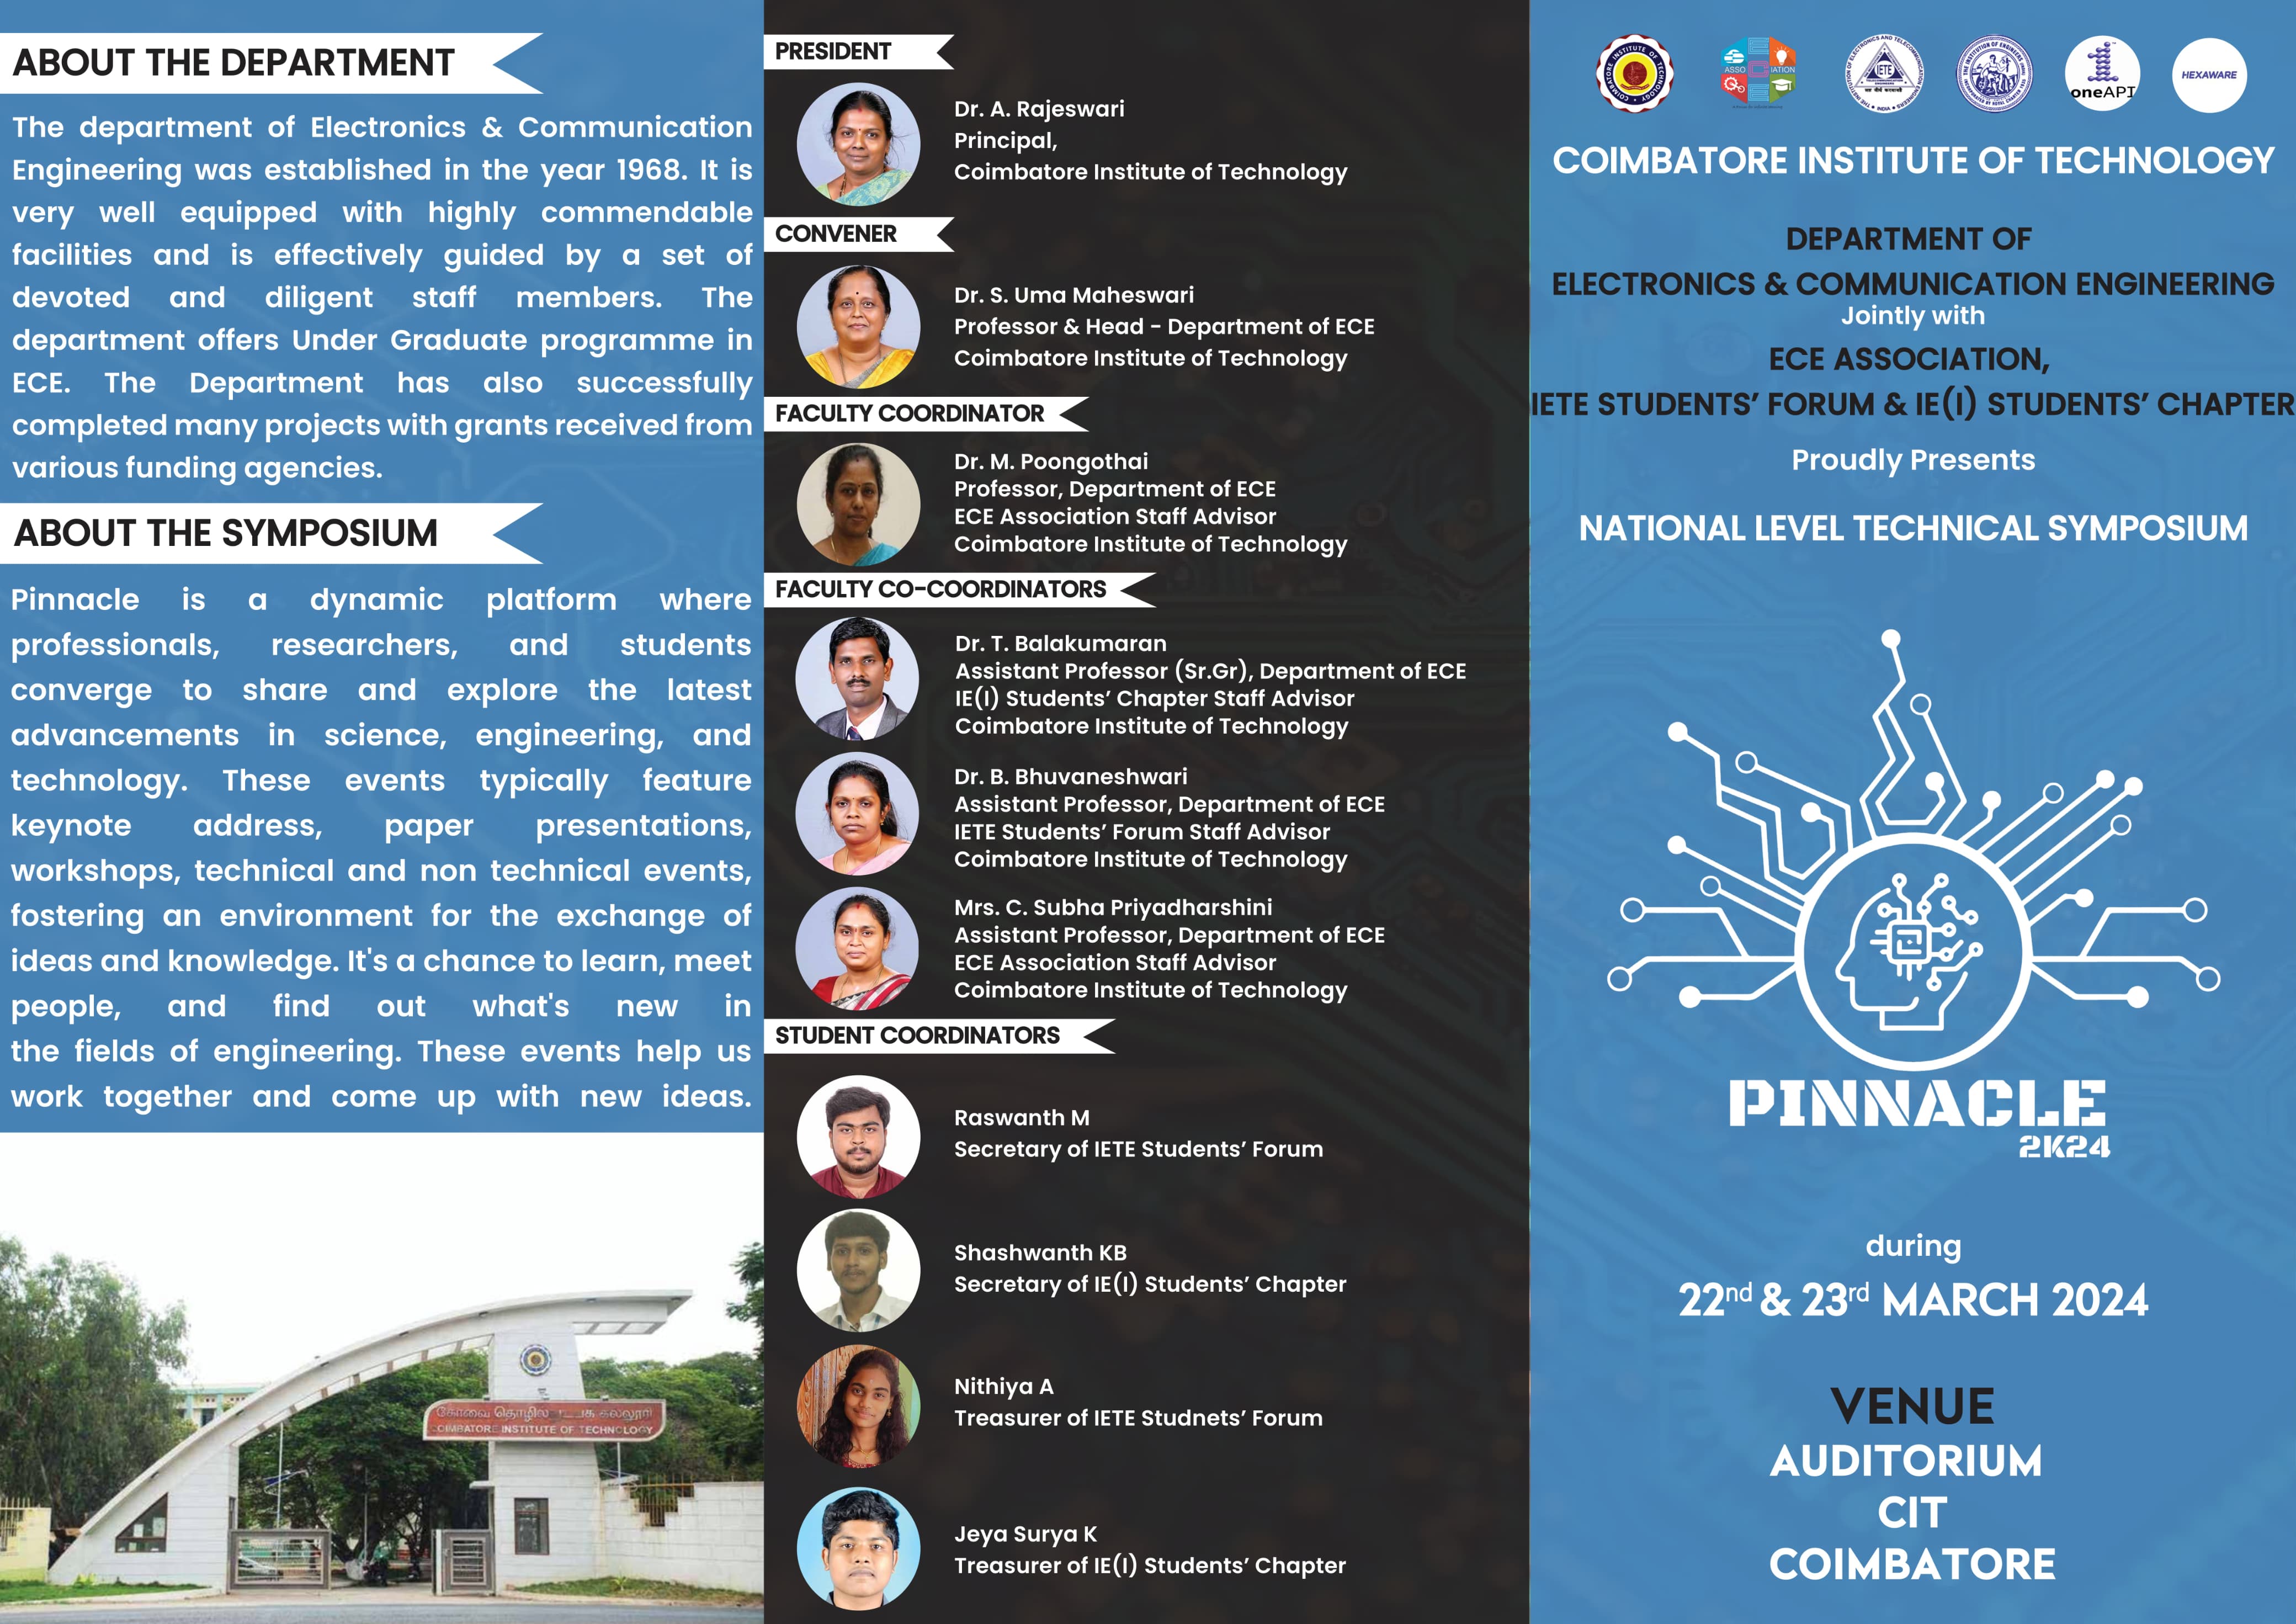 ABOUT THE DEPARTMENT
The department of Electronics & Communication
Engineering was established in the year 1968. It is
very well equipped with highly commendable
facilities and is effectively guided by a set of
devoted and diligent staff members. The
department offers Under Graduate programme in
ECE. The Department has also successfully
completed many projects with grants received from
various funding agencies.
ABOUT THE SYMPOSIUM
Pinnacle is a dynamic platform where
professionals, researchers, and students
converge to share and explore the latest
advancements in science, engineering, and
technology. These events typically feature
keynote address, paper presentations,
workshops, technical and non technical events,
fostering an environment for the exchange of
ideas and knowledge. It's a chance to learn, meet
people, and find out what's new in
the fields of engineering. These events help us
work together and come up with new ideas.
கோவை தொழில்
COIMBATORE INSTITUTE OF TECHNOLOGY
PRESIDENT
Dr. A. Rajeswari
Principal,
Coimbatore Institute of Technology
CONVENER
Dr. S. Uma Maheswari
Professor & Head - Department of ECE
Coimbatore Institute of Technology
FACULTY COORDINATOR
Dr. M. Poongothai
Professor, Department of ECE
ECE Association Staff Advisor
Coimbatore Institute of Technology
FACULTY CO-COORDINATORS
Dr. T. Balakumaran
Assistant Professor (Sr.Gr), Department of ECE
IE(I) Students’ Chapter Staff Advisor
Coimbatore Institute of Technology
Dr. B. Bhuvaneshwari
Assistant Professor, Department of ECE
IETE Students’ Forum Staff Advisor
Coimbatore Institute of Technology
Mrs. C. Subha Priyadharshini
Assistant Professor, Department of ECE
ECE Association Staff Advisor
Coimbatore Institute of Technology
STUDENT COORDINATORS
Raswanth M
Secretary of IETE Students’ Forum
Shashwanth KB
Secretary of IE(I) Students’ Chapter
Nithiya A
Treasurer of IETE Studnets’ Forum
Jeya Surya K
Treasurer of IE(I) Students’ Chapter
COIMBATORE INSTITUTE OF TECHNOLOGY
ASSO IATION
IETE
INDIA
oneAPI
HEXAWARE
COIMBATORE INSTITUTE OF TECHNOLOGY
DEPARTMENT OF
ELECTRONICS & COMMUNICATION ENGINEERING
Jointly with
ECE ASSOCIATION,
IETE STUDENTS’ FORUM & IE(I) STUDENTS’ CHAPTER
Proudly Presents
NATIONAL LEVEL TECHNICAL SYMPOSIUM
PINNACLE
2K24
during
22nd & 23rd MARCH 2024
VENUE
AUDITORIUM
CIT
COIMBATORE